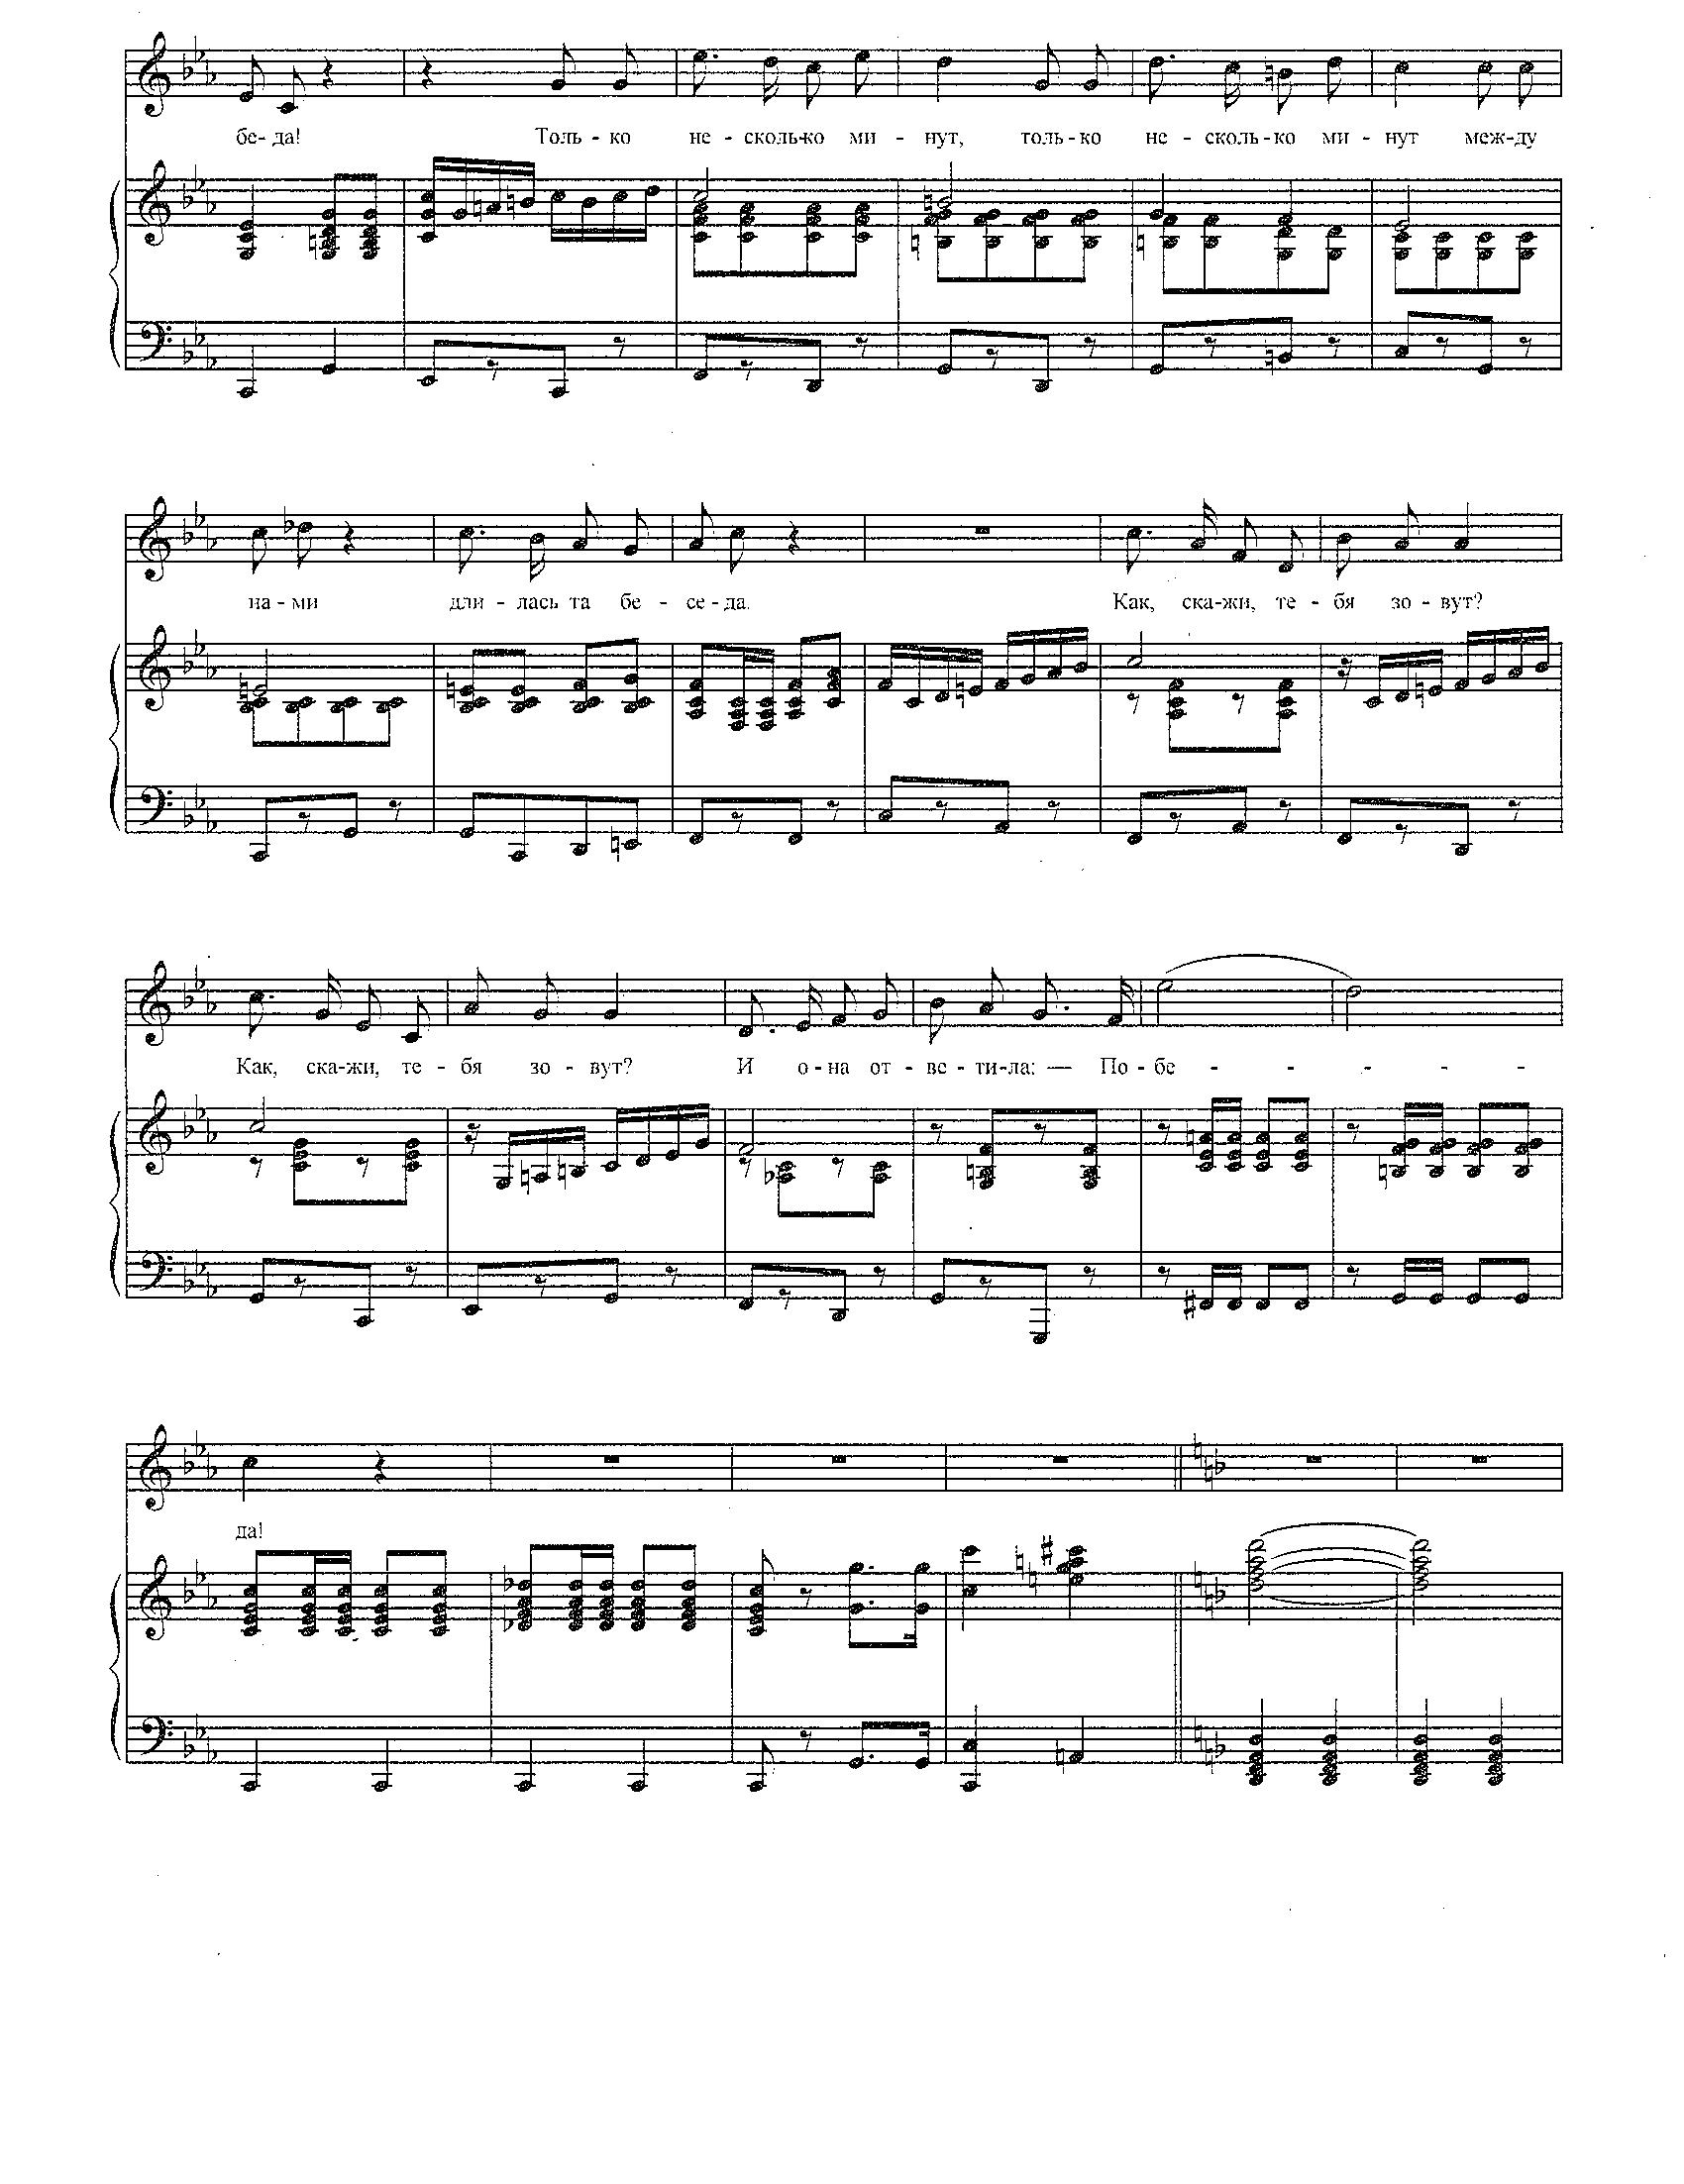 бе-да! Толь-ко не-сколь-ко ми-нут, толь-ко не-сколь-ко ми-нут меж-ду
на-ми дли-лась та бе-се-да. Как, ска-жи, те-бя зо-вут?
Как, ска-жи, те-бя зо-вут? И о-на от-ве-ти-ла: — По-бе-
да!